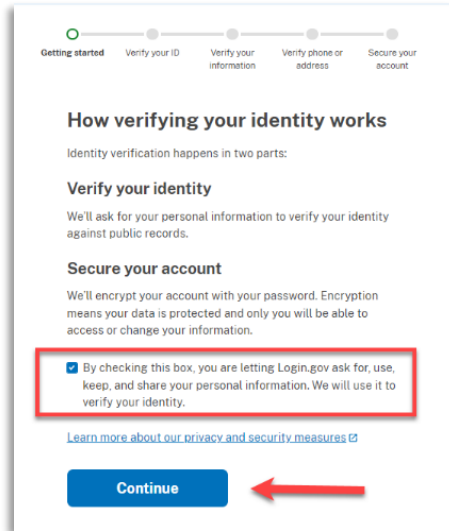 Getting started
Verify your ID
Verify your
information
Verify phone or
address
Secure your
account
How verifying your identity works
Identity verification happens in two parts:
Verify your identity
We'll ask for your personal information to verify your identity
against public records.
Secure your account
We'll encrypt your account with your password. Encryption
means your data is protected and only you will be able to
access or change your information.
By checking this box, you are letting Login.gov ask for, use,
keep, and share your personal information. We will use it to
verify your identity.
Learn more about our privacy and security measures
Continue